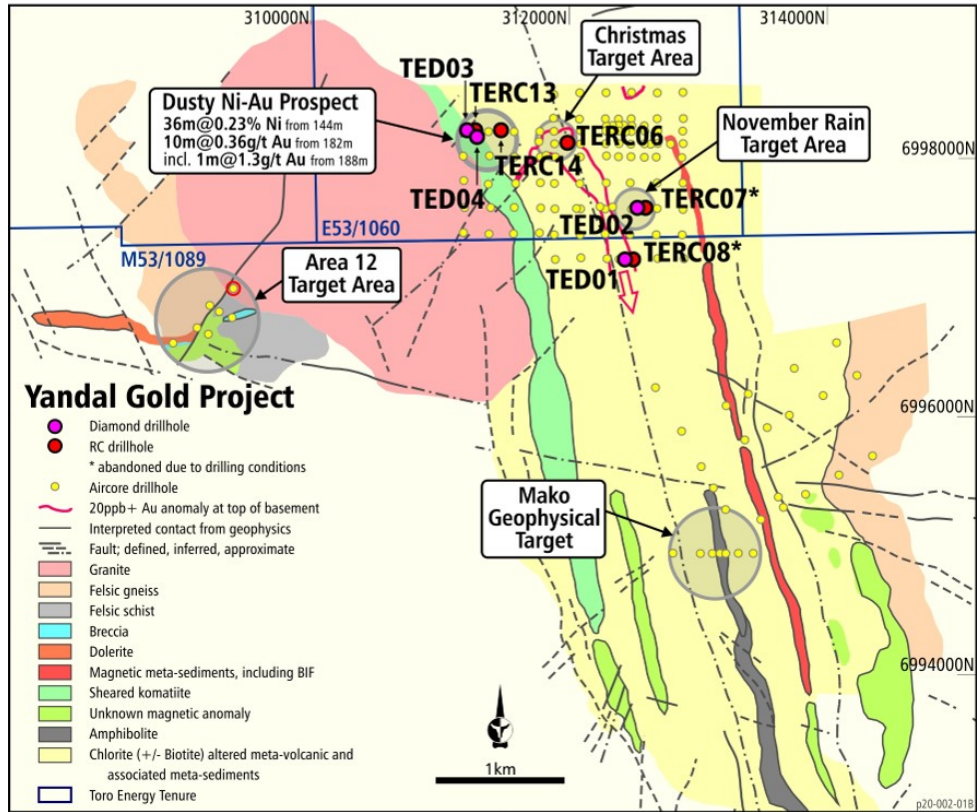 310000N
312000N
314000N
Christmas
Target Area
TED03
TERC13
Dusty Ni-Au Prospect
36m@0.23% Ni from 144m
10m@0.36g/t Au from 182m
incl. 1m@1.3g/t Au from 188m
TERC06
November Rain
Target Area
6998000N
TERC14
TED04
TERC07*
TED02
E53/1060
M53/1089
TERC08*
TED01
Area 12
Target Area
Yandal Gold Project
Diamond drillhole
RC drillhole
* abandoned due to drilling conditions
Aircore drillhole
20ppb+ Au anomaly at top of basement
Interpreted contact from geophysics
Fault; defined, inferred, approximate
Granite
Felsic gneiss
Felsic schist
Breccia
Dolerite
Magnetic meta-sediments, including BIF
Sheared komatiite
Unknown magnetic anomaly
Amphibolite
Chlorite (+/- Biotite) altered meta-volcanic and
associated meta-sediments
Toro Energy Tenure
6996000N
Mako
Geophysical
Target
6994000N
1km
p20-002-01B